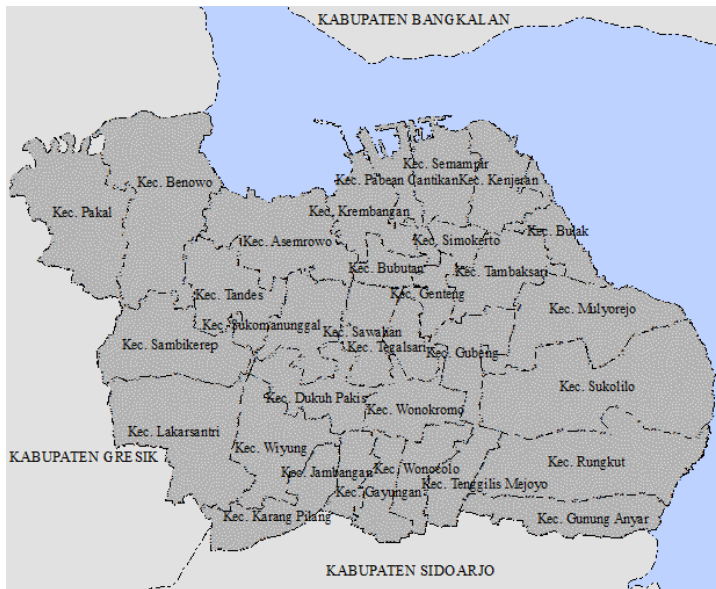 KABUPATEN BANGKALAN
Kec. Semampir
Kec. Pabean Cantikan
Kec. Kenjeran
Kec. Benowo
Kec. Pakal
Kec. Krembangan
Kec. Bulak
Kec. Asemrowo
Kec. Simokerto
Kec. Bubutan
Kec. Tambaksari
Kec. Tandes
Kec. Genteng
Kec. Mulyorejo
Kec. Sukomanunggal
Kec. Sawahan
Kec. Sambikerep
Kec. Tegalsari
Kec. Gubeng
Kec. Sukolilo
Kec. Dukuh Pakis
Kec. Wonokromo
Kec. Lakarsantri
Kec. Wiyung
KABUPATEN GRESIK
Kec. Rungkut
Kec. Jambangan
Kec. Wonocolo
Kec. Tenggilis Mejoyo
Kec. Gayungan
Kec. Karang Pilang
Kec. Gunung Anyar
KABUPATEN SIDOARJO